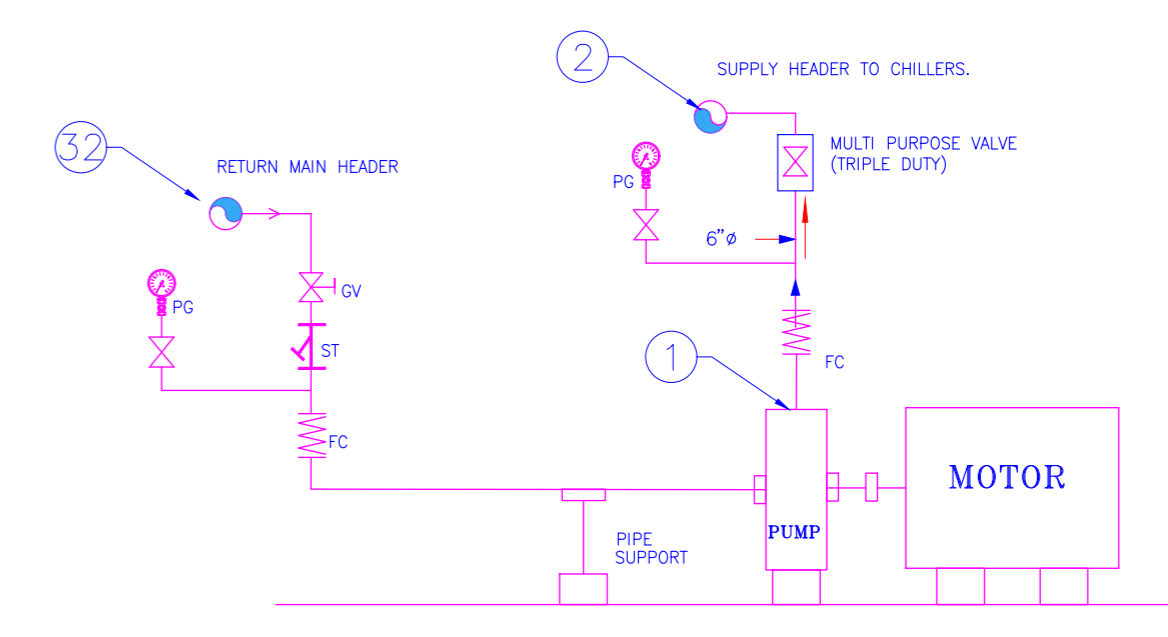 2
SUPPLY HEADER TO CHILLERS.
32
RETURN MAIN HEADER
MULTI PURPOSE VALVE
(TRIPLE DUTY)
PG
6"ø
GV
PG
ST
1
FC
FC
MOTOR
PUMP
PIPE
SUPPORT